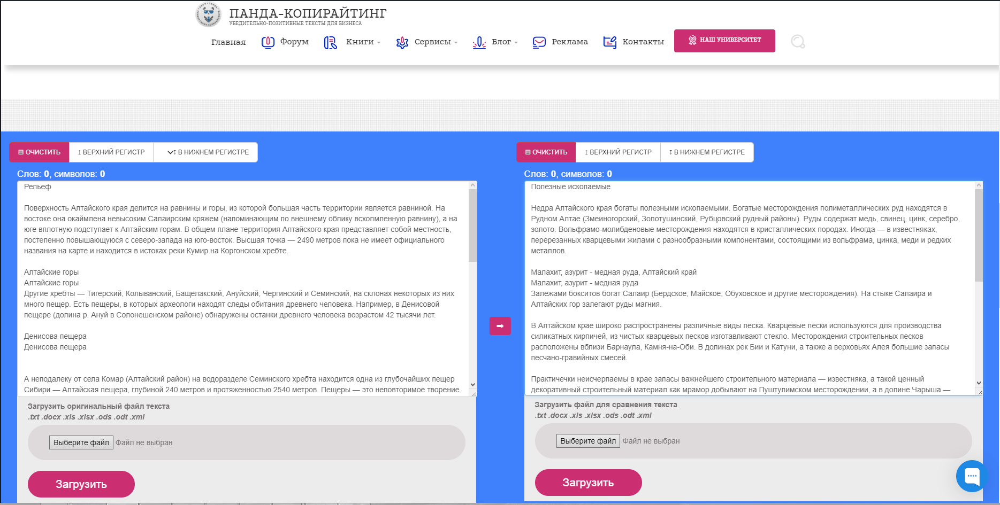 ПАНДА-КОПИРАЙТИНГ
УБЕДИТЕЛЬНО-ПОЗИТИВНЫЕ ТЕКСТЫ ДЛЯ БИЗНЕСА
Главная Форум Книги Сервисы Блог Реклама Контакты НАШ УНИВЕРСИТЕТ
ОЧИСТИТЬ ВЕРХНИЙ РЕГИСТР В НИЖНЕМ РЕГИСТРЕ
Слов: 0, символов: 0
Рельеф
Поверхность Алтайского края делится на равнины и горы, из которой большая часть территории является равниной. На
востоке она окаймлена невысоким Салаирским кряжем (напоминающим по внешнему облику всхолмленную равнину), а на
юге вплотную подступает к Алтайским горам. В общем плане территория Алтайского края представляет собой местность,
постепенно повышающуюся с северо-запада на юго-восток. Высшая точка — 2490 метров пока не имеет официального
названия на карте и находится в истоках реки Кумир на Коргонском хребте.
Алтайские горы
Алтайские горы
Другие хребты — Тигерский, Колыванский, Бащелакский, Ануйский, Чергинский и Семинский, на склонах некоторых из них
много пещер. Есть пещеры, в которых археологи находят следы обитания древнего человека. Например, в Денисовой
пещере (долина р. Ануй в Солонешенском районе) обнаружены останки древнего человека возрастом 42 тысячи лет.
Денисова пещера
Денисова пещера
А неподалеку от села Комар (Алтайский район) на водоразделе Семинского хребта находится одна из глубочайших пещер
Сибири — Алтайская пещера, глубиной 240 метров и протяженностью 2540 метров. Пещеры — это неповторимое творение
Загрузить оригинальный файл текста
.txt .docx .xls .xlsx .ods .odt .xml
Выберите файл Файл не выбран
Загрузить
ОЧИСТИТЬ ВЕРХНИЙ РЕГИСТР В НИЖНЕМ РЕГИСТРЕ
Слов: 0, символов: 0
Полезные ископаемые
Недра Алтайского края богаты полезными ископаемыми. Богатые месторождения полиметаллических руд находятся в
Рудном Алтае (Змеиногорский, Золотушинский, Рубцовский рудный районы). Руды содержат медь, свинец, цинк, серебро,
золото. Вольфрамо-молибденовые месторождения находятся в кристаллических породах. Иногда — в известняках,
перерезанных кварцевыми жилами с разнообразными компонентами, состоящими из вольфрама, цинка, меди и редких
металлов.
Малахит, азурит - медная руда, Алтайский край
Малахит, азурит - медная руда
Залежами бокситов богат Салаир (Бердское, Майское, Обуховское и другие месторождения). На стыке Салаира и
Алтайских гор залегают руды магния.
В Алтайском крае широко распространены различные виды песка. Кварцевые пески используются для производства
силикатных кирпичей, из чистых кварцевых песков изготавливают стекло. Месторождения строительных песков
расположены вблизи Барнаула, Камня-на-Оби. В долинах рек Бии и Катуни, а также а верховьях Алея большие запасы
песчано-гравийных смесей.
Практичечки неисчерпаемы в крае запасы важнейшего строительного материала — известняка, а такой ценный
декоративный строительный материал как мрамор добывают на Пуштулимском месторождении, а в долине Чарыша —
Загрузить файл для сравнения текста
.txt .docx .xls .xlsx .ods .odt .xml
Выберите файл Файл не выбран
Загрузить